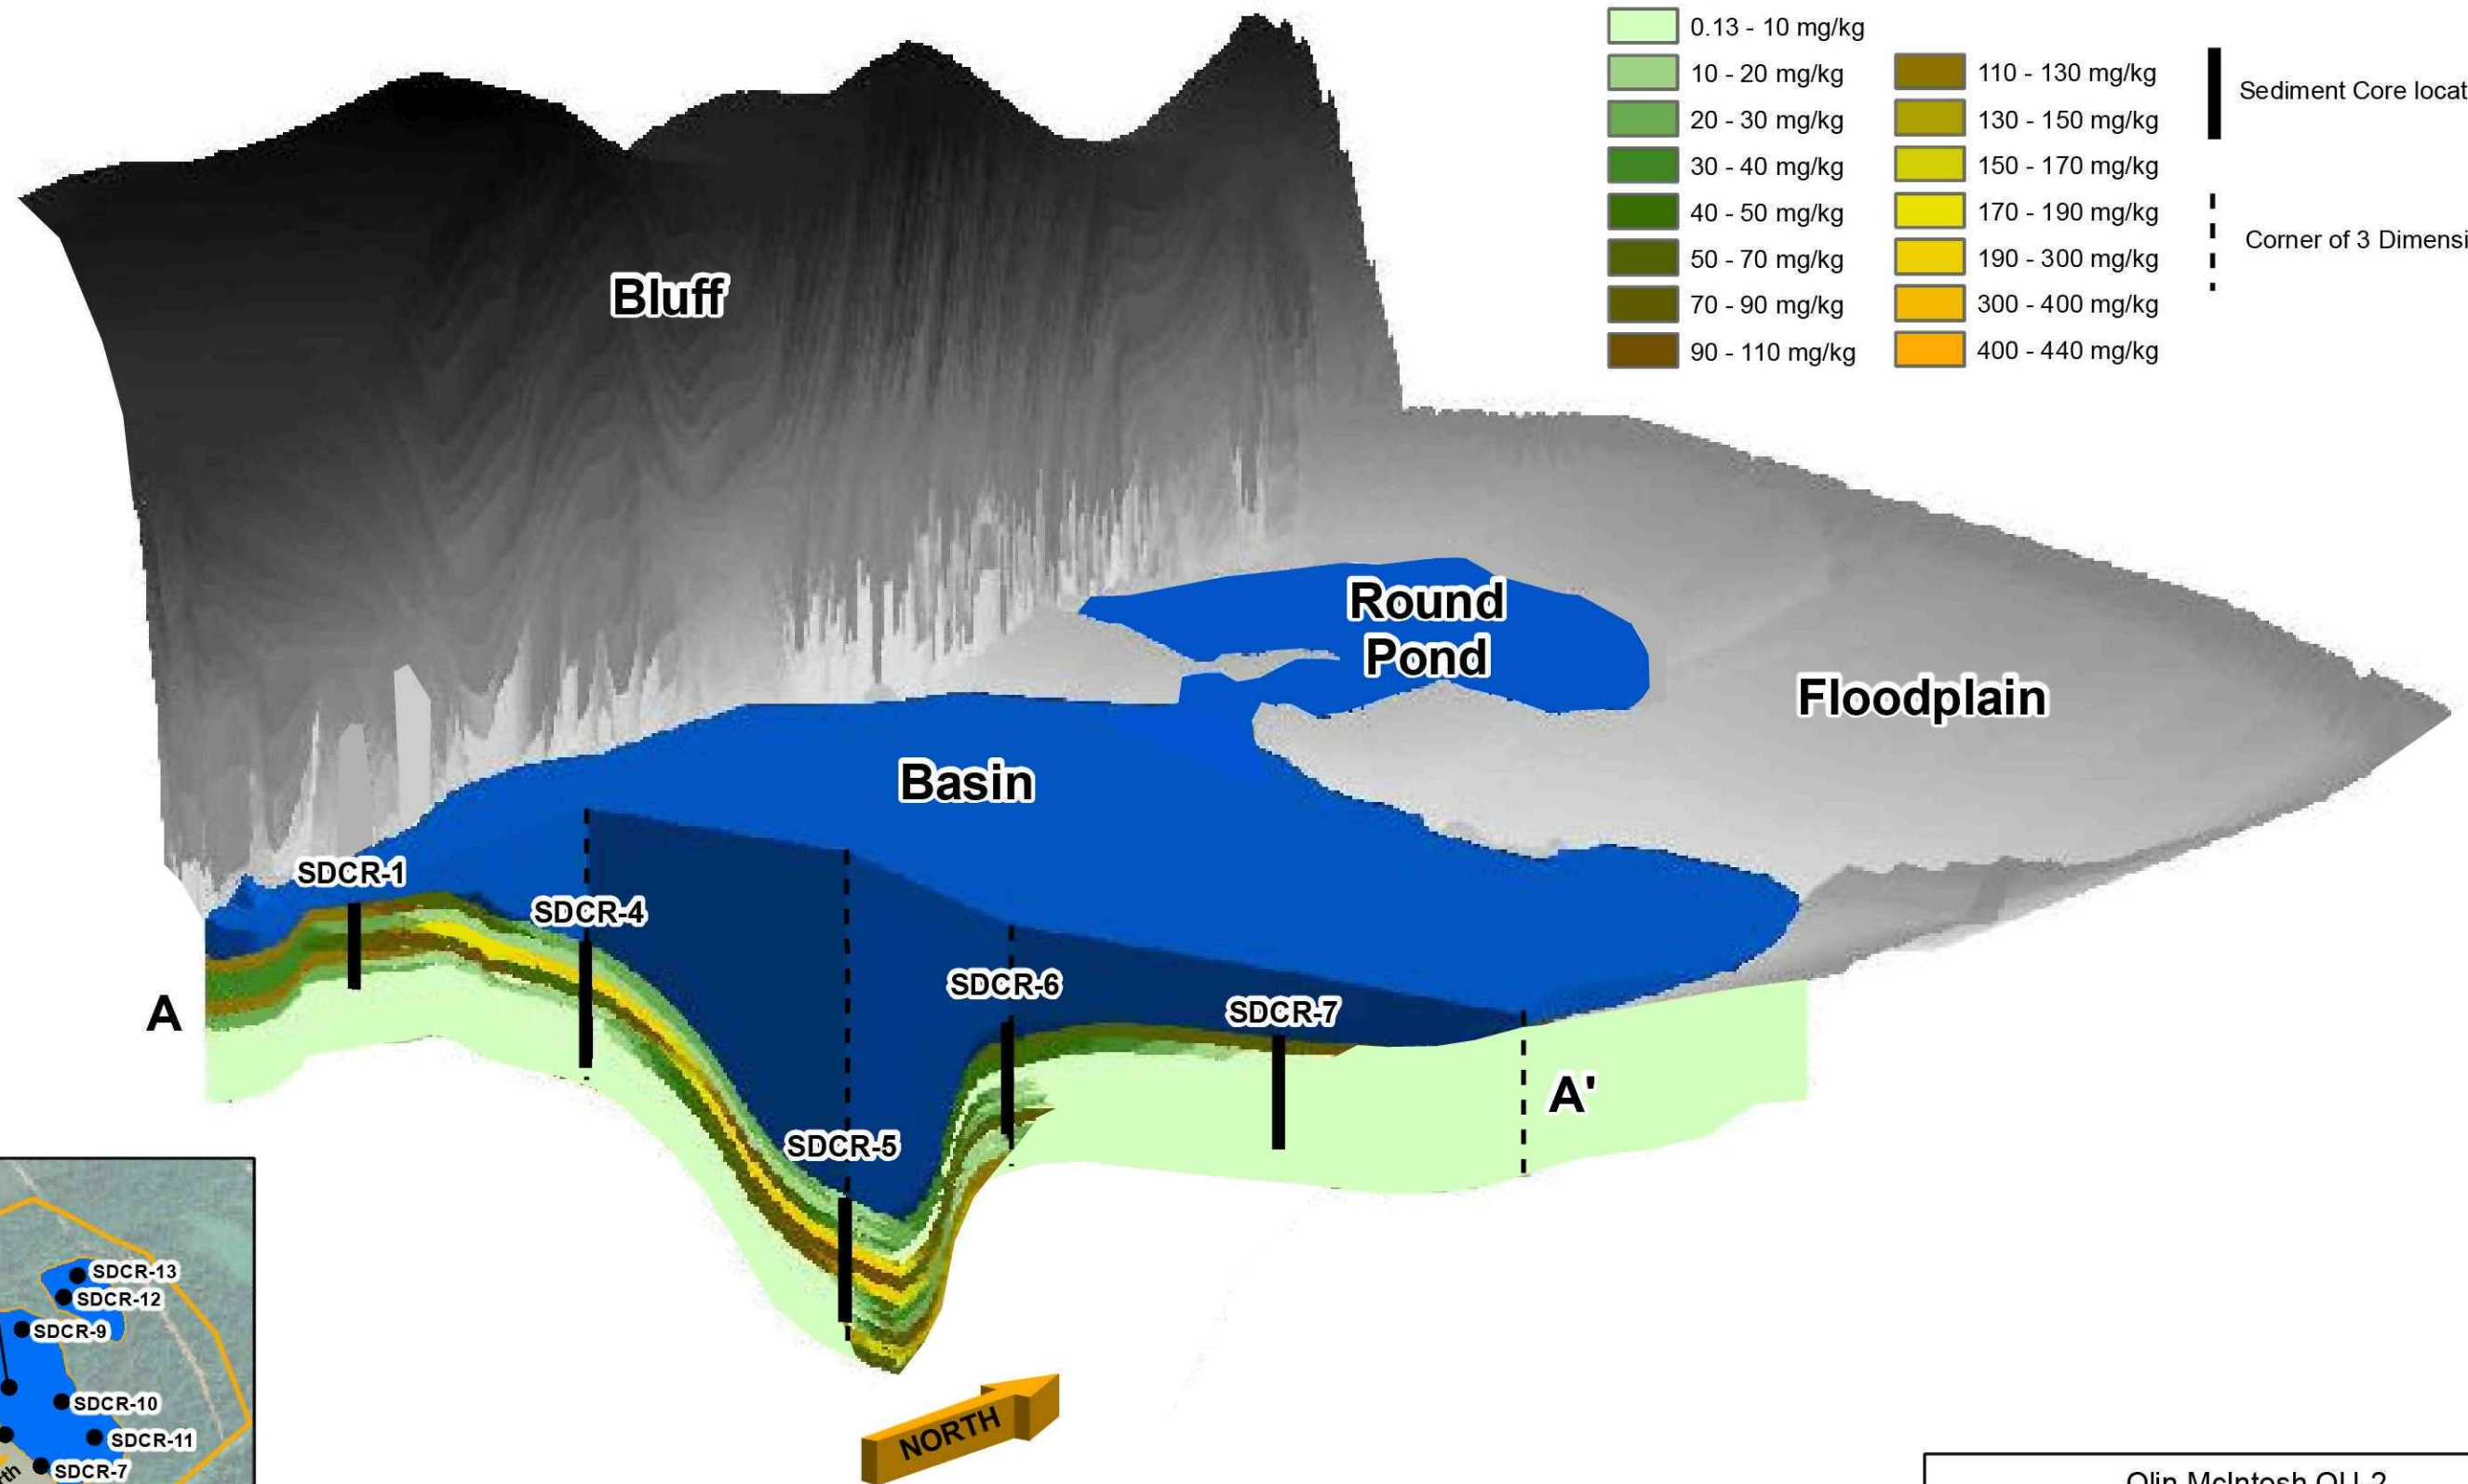 0.13 - 10 mg/kg
10 - 20 mg/kg
20 - 30 mg/kg
30 - 40 mg/kg
40 - 50 mg/kg
50 - 70 mg/kg
70 - 90 mg/kg
90 - 110 mg/kg
110 - 130 mg/kg
130 - 150 mg/kg
150 - 170 mg/kg
170 - 190 mg/kg
190 - 300 mg/kg
300 - 400 mg/kg
400 - 440 mg/kg
Sediment Core locat
Corner of 3 Dimensi
Bluff
Round
Pond
Floodplain
Basin
SDCR-1
SDCR-4
SDCR-6
SDCR-7
A
A'
SDCR-5
NORTH
SDCR-13
SDCR-12
SDCR-9
SDCR-10
SDCR-11
SDCR-7
Olin McIntosh OU-2